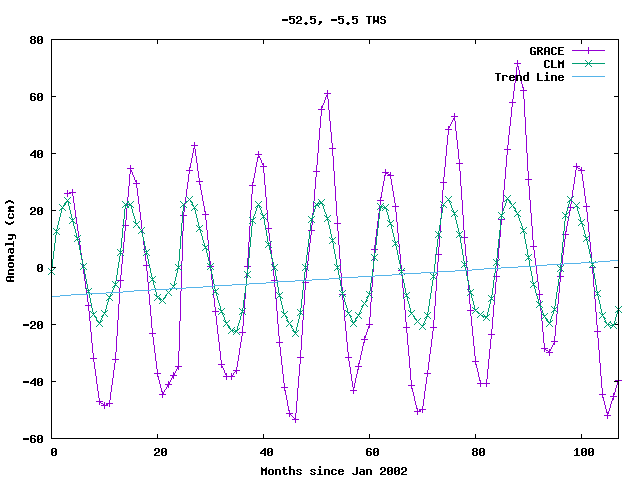 -52.5, -5.5 TWS
GRACE
CLM
Trend Line
Anomaly (cm)
80
60
40
20
0
-20
-40
-60
0 20 40 60 80 100
Months since Jan 2002